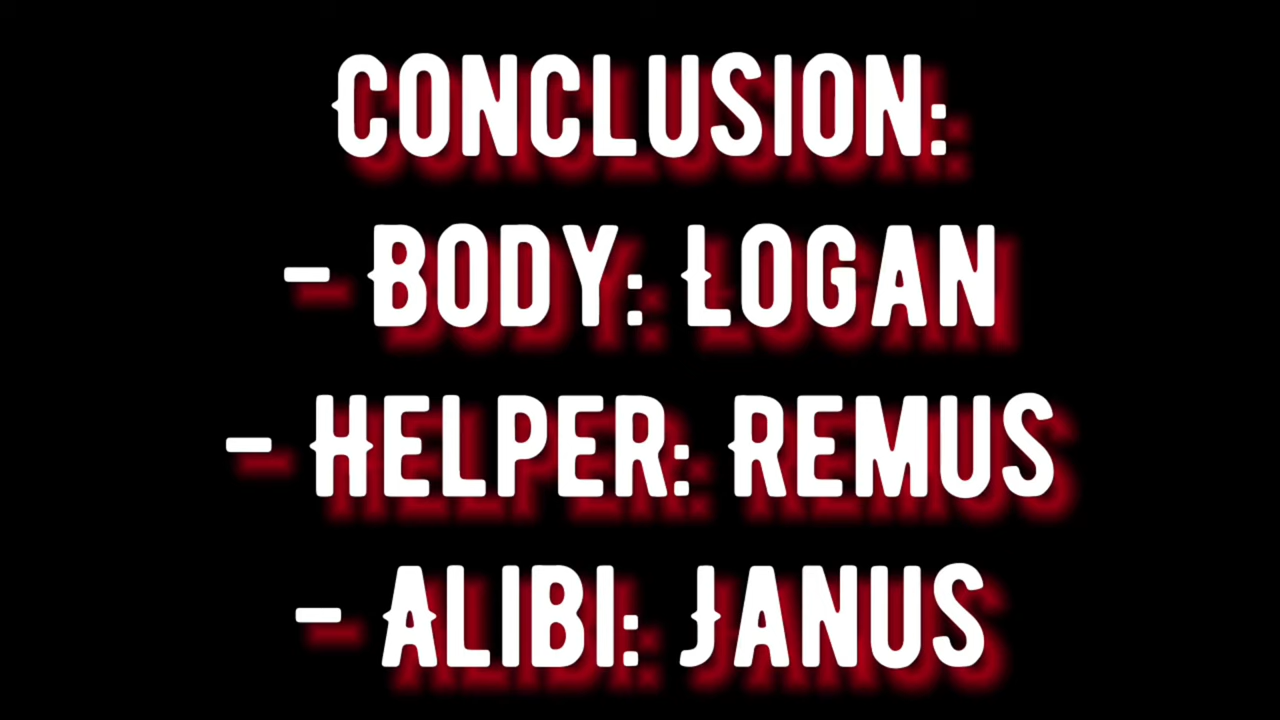 Conclusion:
- Body: Logan
- Helper: Remus
- Alibi: Janus